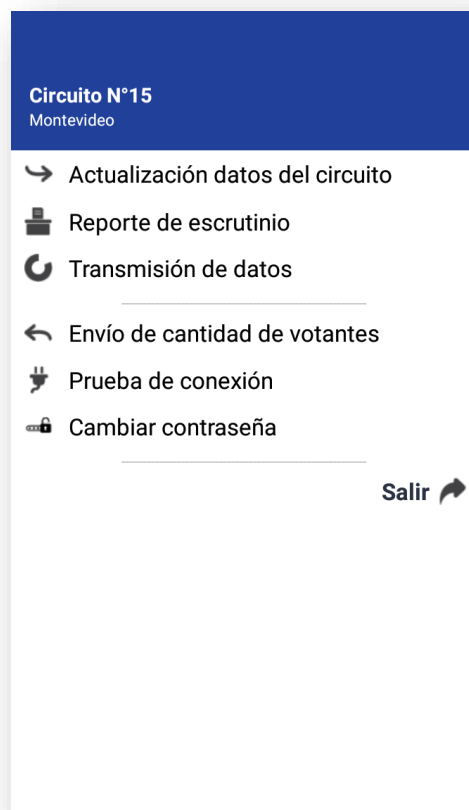 Circuito N°15
Montevideo
Actualización datos del circuito
Reporte de escrutinio
Transmisión de datos
Envío de cantidad de votantes
Prueba de conexión
Cambiar contraseña
Salir